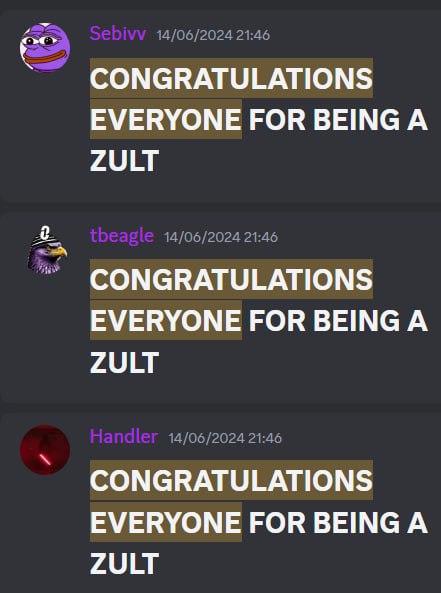 Sebivv 14/06/2024 21:46
CONGRATULATIONS
EVERYONE FOR BEING A
ZULT
tbeagle 14/06/2024 21:46
CONGRATULATIONS
EVERYONE FOR BEING A
ZULT
Handler 14/06/2024 21:46
CONGRATULATIONS
EVERYONE FOR BEING A
ZULT